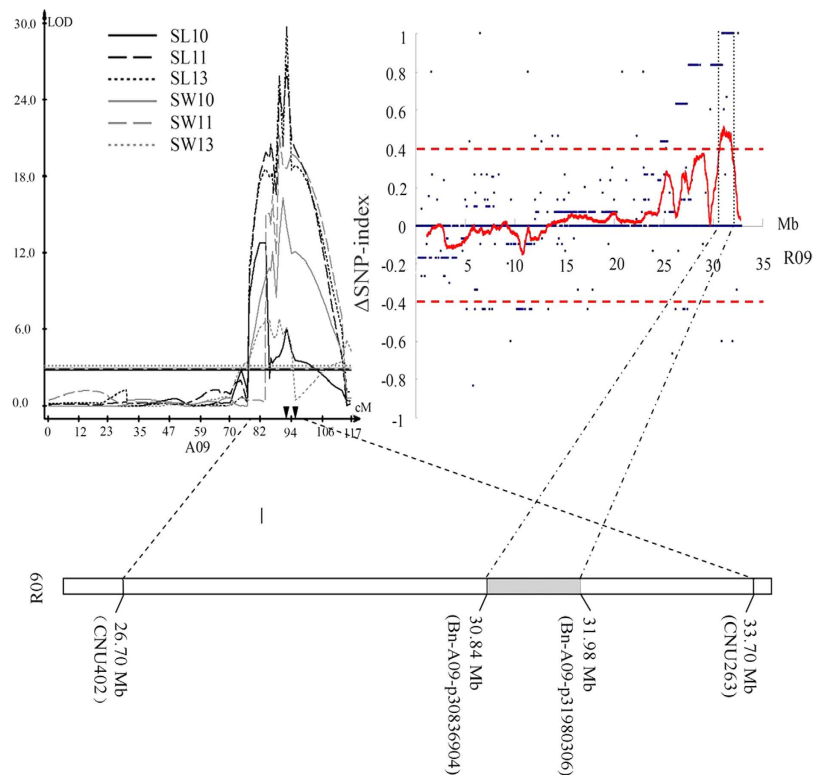 LOD
30.0
24.0
18.0
12.0
6.0
0.0
SL10
SL11
SL13
SW10
SW11
SW13
cM
0 12 23 35 47 59 70 82 94 106 117
A09
1
0.8
0.6
0.4
0.2
0
-0.2
-0.4
-0.6
-0.8
-1
ΔSNP-index
Mb
5 10 15 20 25 30 35
R09
R09
26.70 Mb
(CNU402)
30.84 Mb
(Bn-A09-p30836904)
31.98 Mb
(Bn-A09-p31980306)
33.70 Mb
(CNU263)